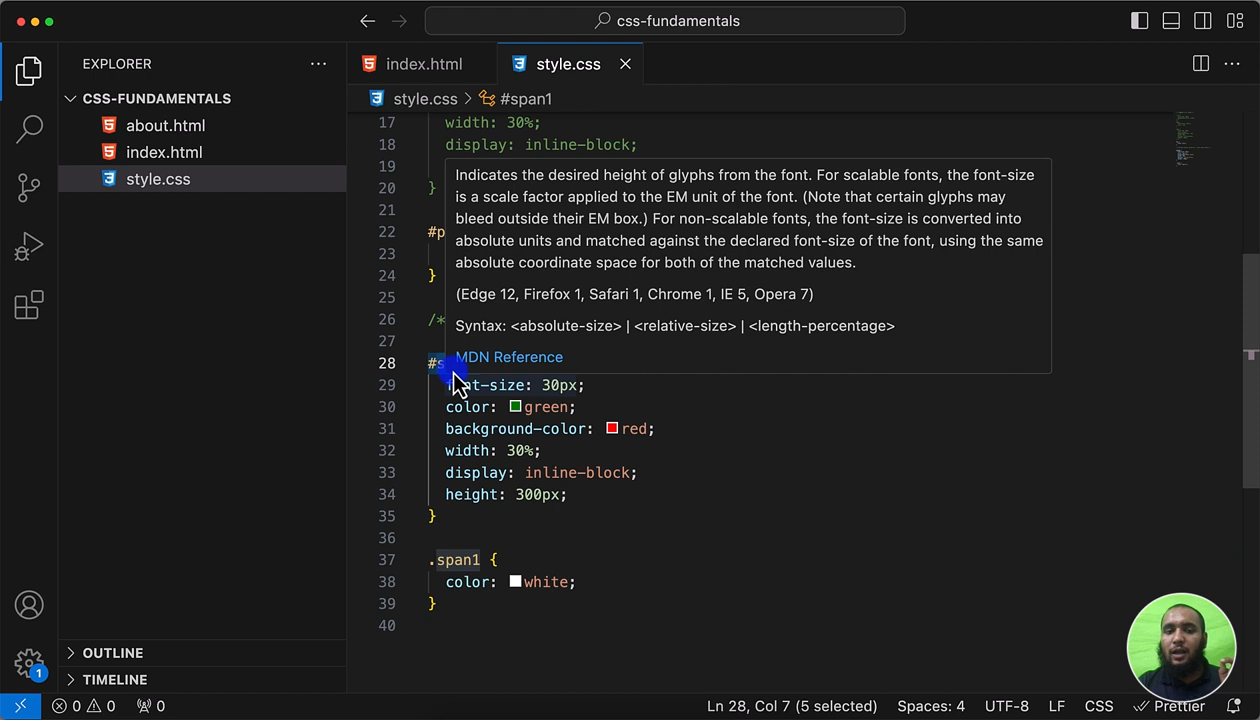 css-fundamentals
EXPLORER
CSS-FUNDAMENTALS
about.html
index.html
style.css
OUTLINE
TIMELINE
index.html
style.css
style.css > #span1
17 width: 30%;
18 display: inline-block;
19
20 }
21
22 #p
23
24 }
25
26 /*
27
28 #s
Indicates the desired height of glyphs from the font. For scalable fonts, the font-size
is a scale factor applied to the EM unit of the font. (Note that certain glyphs may
bleed outside their EM box.) For non-scalable fonts, the font-size is converted into
absolute units and matched against the declared font-size of the font, using the same
absolute coordinate space for both of the matched values.
(Edge 12, Firefox 1, Safari 1, Chrome 1, IE 5, Opera 7)
Syntax: <absolute-size> | <relative-size> | <length-percentage>
MDN Reference
29 font-size: 30px;
30 color: green;
31 background-color: red;
32 width: 30%;
33 display: inline-block;
34 height: 300px;
35 }
36
37 .span1 {
38 color: white;
39 }
40
1
0 0 0
Ln 28, Col 7 (5 selected) Spaces: 4 UTF-8 LF CSS Prettier